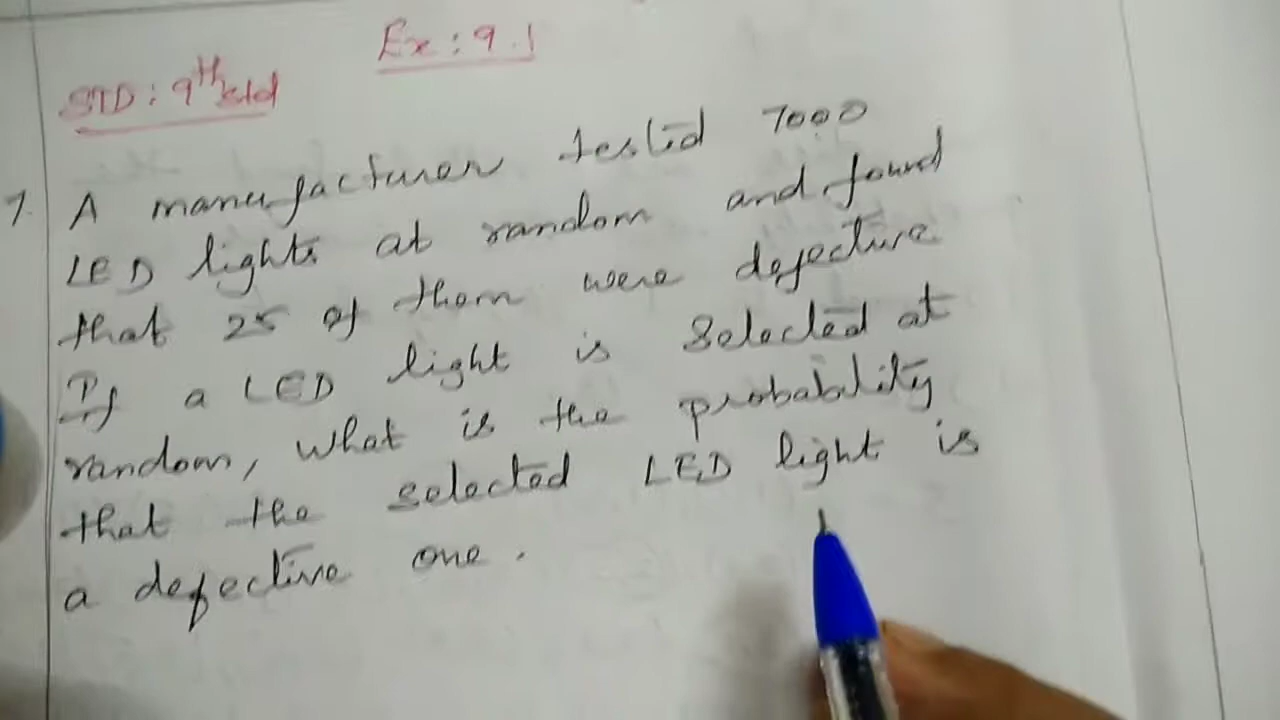 Ex: 9.1
STD: 9th std
1. A manufacturer tested 7000
LED lights at random and found
that 25 of them were defective
If a LED light is selected at
random, what is the probability
that the selected LED light is
a defective one.